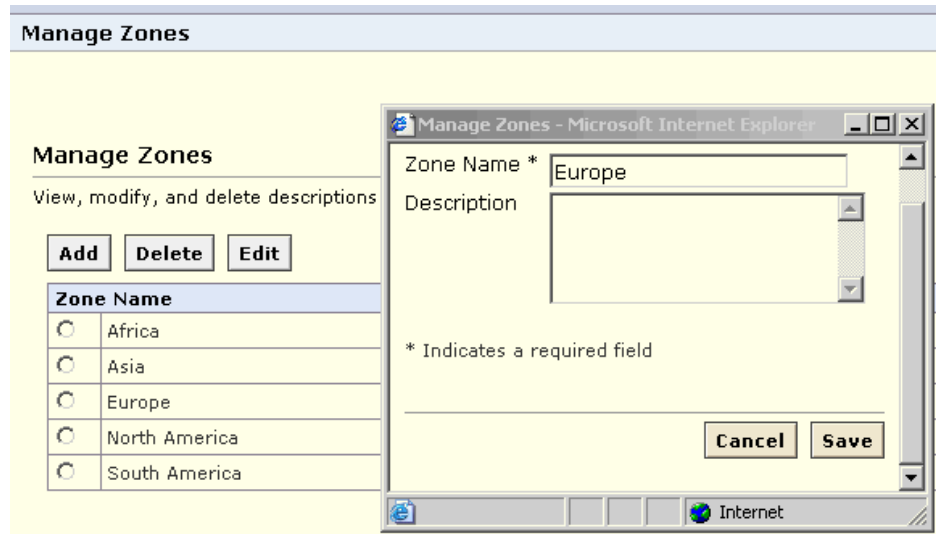 Manage Zones
Manage Zones - Microsoft Internet Explorer
Manage Zones
View, modify, and delete descriptions
Add Delete Edit
Zone Name
Africa
Asia
Europe
North America
South America
Zone Name * Europe
Description
* Indicates a required field
Cancel Save
Internet